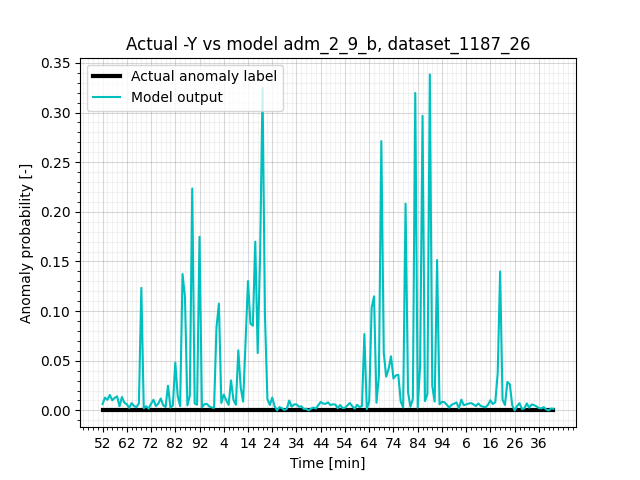 Actual -Y vs model adm_2_9_b, dataset_1187_26
Actual anomaly label
Model output
Anomaly probability [-]
0.35
0.30
0.25
0.20
0.15
0.10
0.05
0.00
52 62 72 82 92 4 14 24 34 44 54 64 74 84 94 6 16 26 36
Time [min]